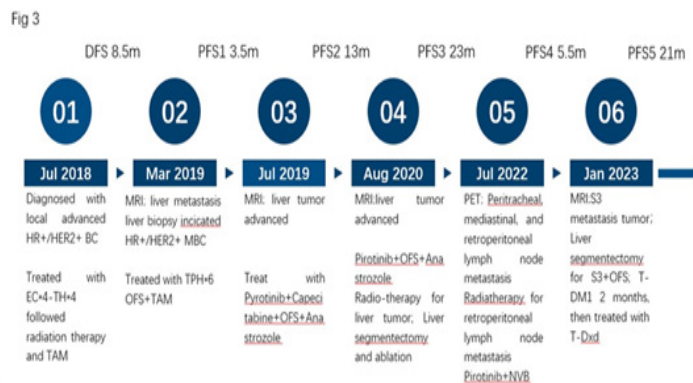 Fig 3
DFS 8.5m
PFS1 3.5m
PFS2 13m
PFS3 23m
PFS4 5.5m
PFS5 21m
01
02
03
04
05
06
Jul 2018
Mar 2019
Jul 2019
Aug 2020
Jul 2022
Jan 2023
Diagnosed with
local advanced
HR+/HER2+ BC
Treated with
EC*4-TH*4
followed
radiation therapy
and TAM
MRI: liver metastasis
liver biopsy incicated
HR+/HER2+ MBC
Treated with TPH*6
OFS+TAM
MRI: liver tumor
advanced
Treat with
Pyrotinib+Capeci
tabine+OFS+Ana
strozole
MRI:liver tumor
advanced
Pirotinib+OFS+Ana
strozole
Radio-therapy for
liver tumor; Liver
segmentectomy
and ablation
PET: Peritracheal,
mediastinal, and
retroperitoneal
lymph node
metastasis
Radiatherapy for
retroperitoneal
lymph node
metastasis
Pirotinib+NVB
MRI:S3
metastasis tumor;
Liver
segmentectomy
for S3+OFS, T-
DM1 2 months,
then treated with
T-Dxd